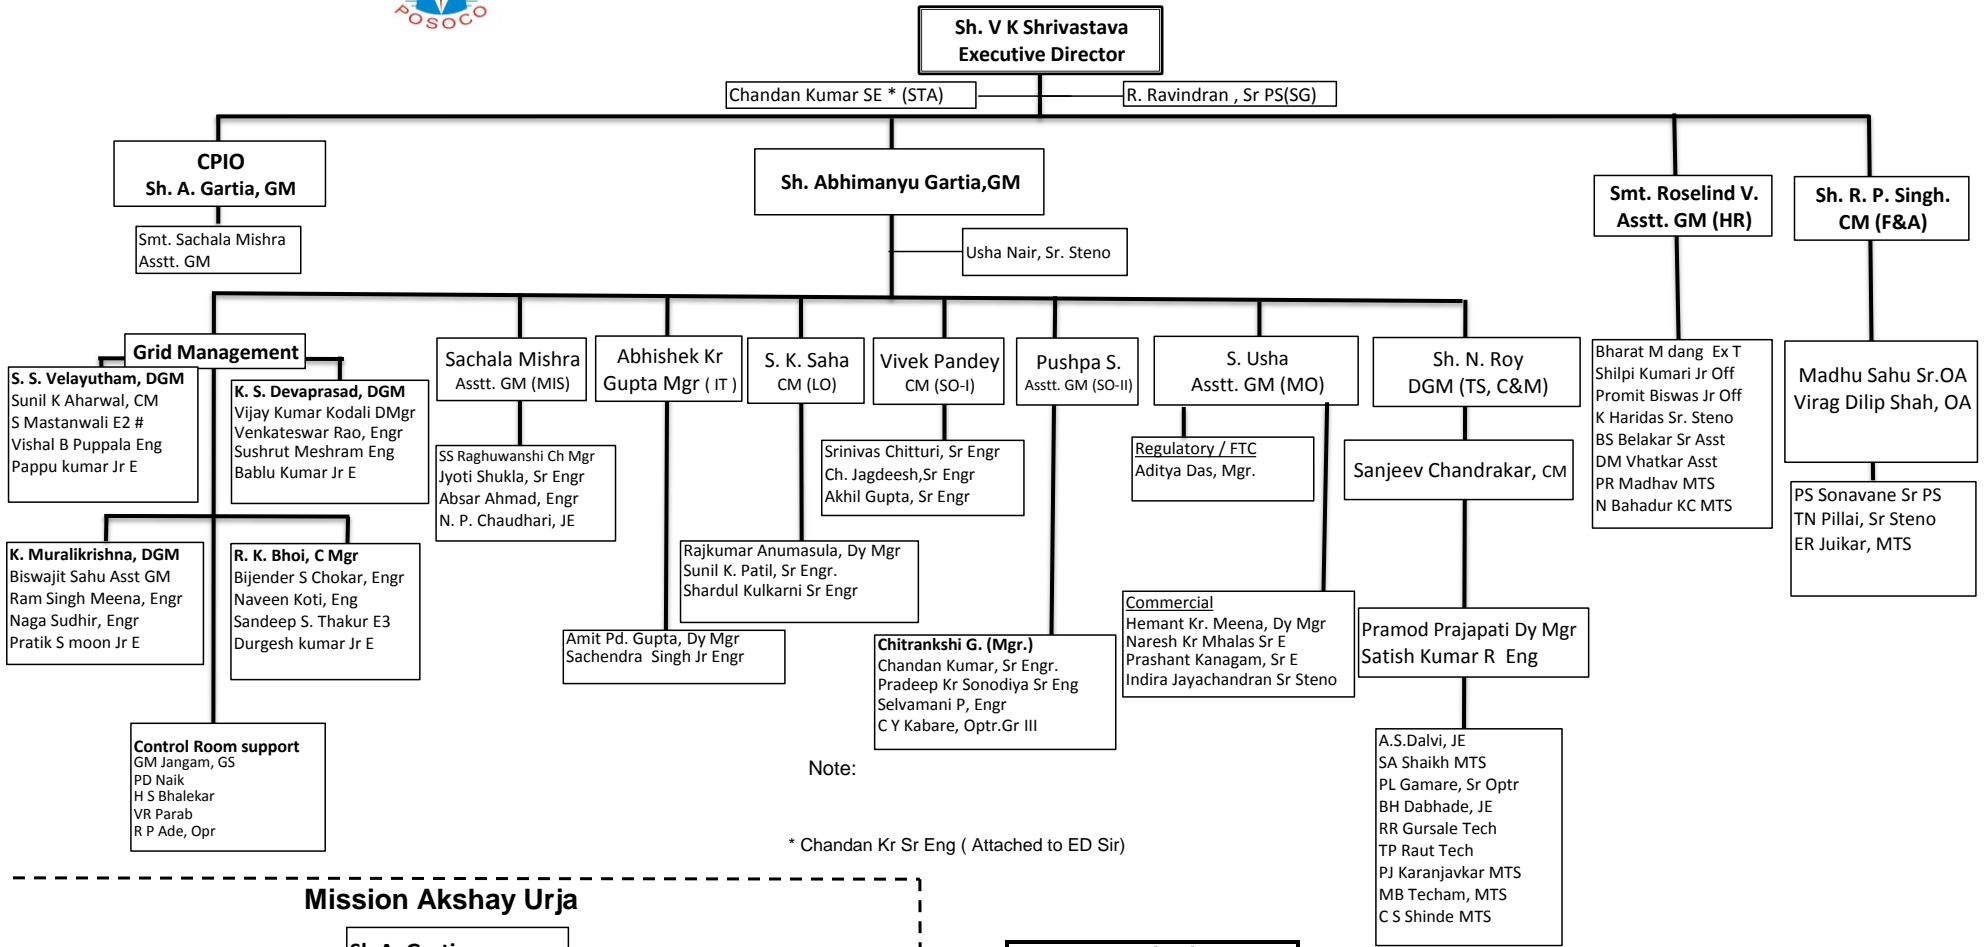 POSOCO
Sh. V K Shrivastava
Executive Director
Chandan Kumar SE * (STA)
R. Ravindran , Sr PS(SG)
CPIO
Sh. A. Gartia, GM
Smt. Sachala Mishra
Asstt. GM
Sh. Abhimanyu Gartia,GM
Usha Nair, Sr. Steno
Smt. Roselind V.
Asstt. GM (HR)
Sh. R. P. Singh.
CM (F&A)
Grid Management
S. S. Velayutham, DGM
Sunil K Aharwal, CM
S Mastanwali E2 #
Vishal B Puppala Eng
Pappu kumar Jr E
K. S. Devaprasad, DGM
Vijay Kumar Kodali DMgr
Venkateswar Rao, Engr
Sushrut Meshram Eng
Bablu Kumar Jr E
K. Muralikrishna, DGM
Biswajit Sahu Asst GM
Ram Singh Meena, Engr
Naga Sudhir, Engr
Pratik S moon Jr E
R. K. Bhoi, C Mgr
Bijender S Chokar, Engr
Naveen Koti, Eng
Sandeep S. Thakur E3
Durgesh kumar Jr E
Control Room support
GM Jangam, GS
PD Naik
H S Bhalekar
VR Parab
R P Ade, Opr
Sachala Mishra
Asstt. GM (MIS)
SS Raghuwanshi Ch Mgr
Jyoti Shukla, Sr Engr
Absar Ahmad, Engr
N. P. Chaudhari, JE
Abhishek Kr
Gupta Mgr ( IT )
Amit Pd. Gupta, Dy Mgr
Sachendra Singh Jr Engr
S. K. Saha
CM (LO)
Rajkumar Anumasula, Dy Mgr
Sunil K. Patil, Sr Engr.
Shardul Kulkarni Sr Engr
Vivek Pandey
CM (SO-I)
Srinivas Chitturi, Sr Engr
Ch. Jagdeesh,Sr Engr
Akhil Gupta, Sr Engr
Pushpa S.
Asstt. GM (SO-II)
Chitrankshi G. (Mgr.)
Chandan Kumar, Sr Engr.
Pradeep Kr Sonodiya Sr Eng
Selvamani P, Engr
C Y Kabare, Optr.Gr III
S. Usha
Asstt. GM (MO)
Regulatory / FTC
Aditya Das, Mgr.
Commercial
Hemant Kr. Meena, Dy Mgr
Naresh Kr Mhalas Sr E
Prashant Kanagam, Sr E
Indira Jayachandran Sr Steno
Sh. N. Roy
DGM (TS, C&M)
Sanjeev Chandrakar, CM
Pramod Prajapati Dy Mgr
Satish Kumar R Eng
A.S.Dalvi, JE
SA Shaikh MTS
PL Gamare, Sr Optr
BH Dabhade, JE
RR Gursale Tech
TP Raut Tech
PJ Karanjavkar MTS
MB Techam, MTS
C S Shinde MTS
Bharat M dang Ex T
Shilpi Kumari Jr Off
Promit Biswas Jr Off
K Haridas Sr. Steno
BS Belakar Sr Asst
DM Vhatkar Asst
PR Madhav MTS
N Bahadur KC MTS
Madhu Sahu Sr.OA
Virag Dilip Shah, OA
PS Sonavane Sr PS
TN Pillai, Sr Steno
ER Juikar, MTS
Note:
* Chandan Kr Sr Eng ( Attached to ED Sir)
Mission Akshay Urja